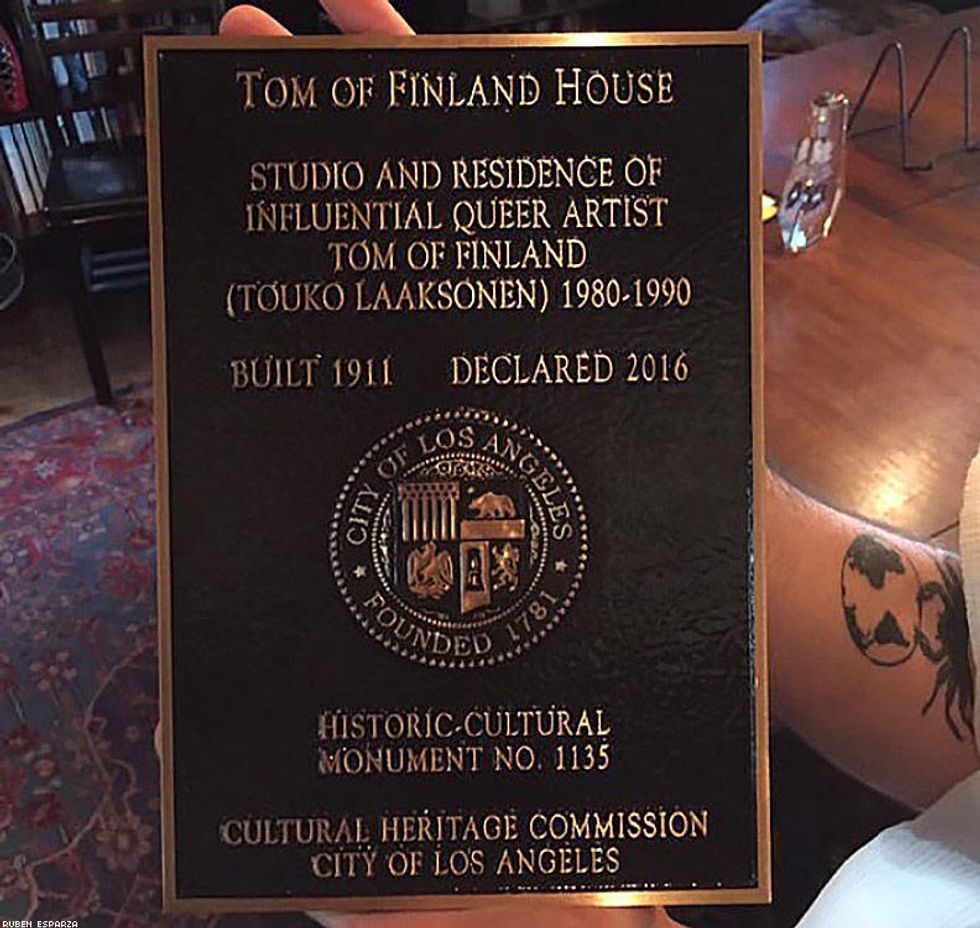 TOM OF FINLAND HOUSE
STUDIO AND RESIDENCE OF
INFLUENTIAL QUEER ARTIST
TOM OF FINLAND
(TOUKO LAAKSONEN) 1980-1990
BUILT 1911 DECLARED 2016
CITY OF LOS ANGELES
FOUNDED 1781
HISTORIC-CULTURAL
MONUMENT NO. 1135
CULTURAL HERITAGE COMMISSION
CITY OF LOS ANGELES
RUBEN ESPARZA